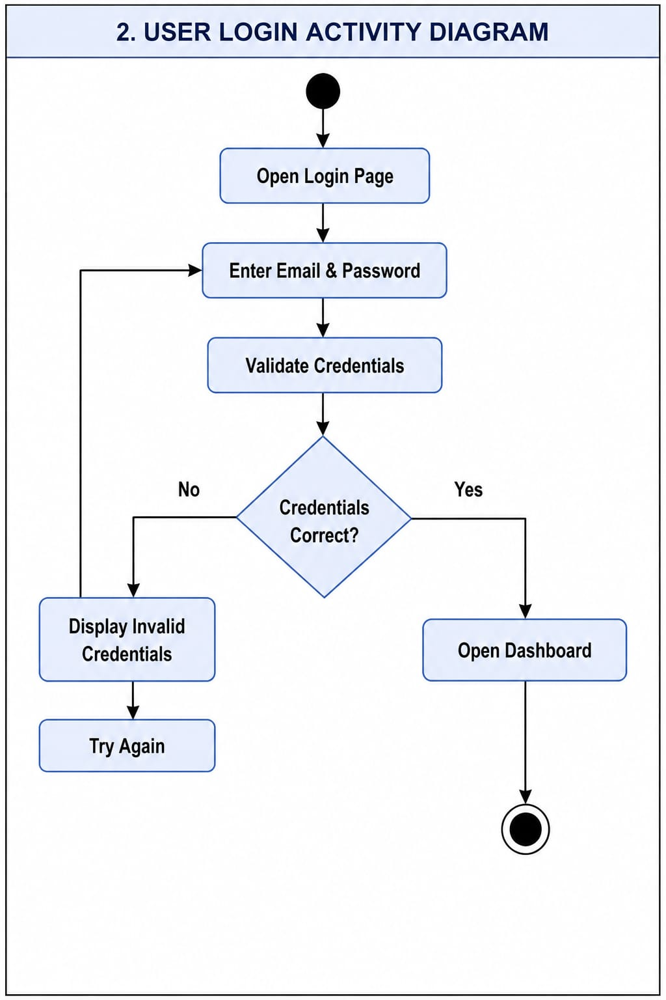 2. USER LOGIN ACTIVITY DIAGRAM
Open Login Page
Enter Email & Password
Validate Credentials
Credentials
Correct?
No
Yes
Display Invalid
Credentials
Open Dashboard
Try Again